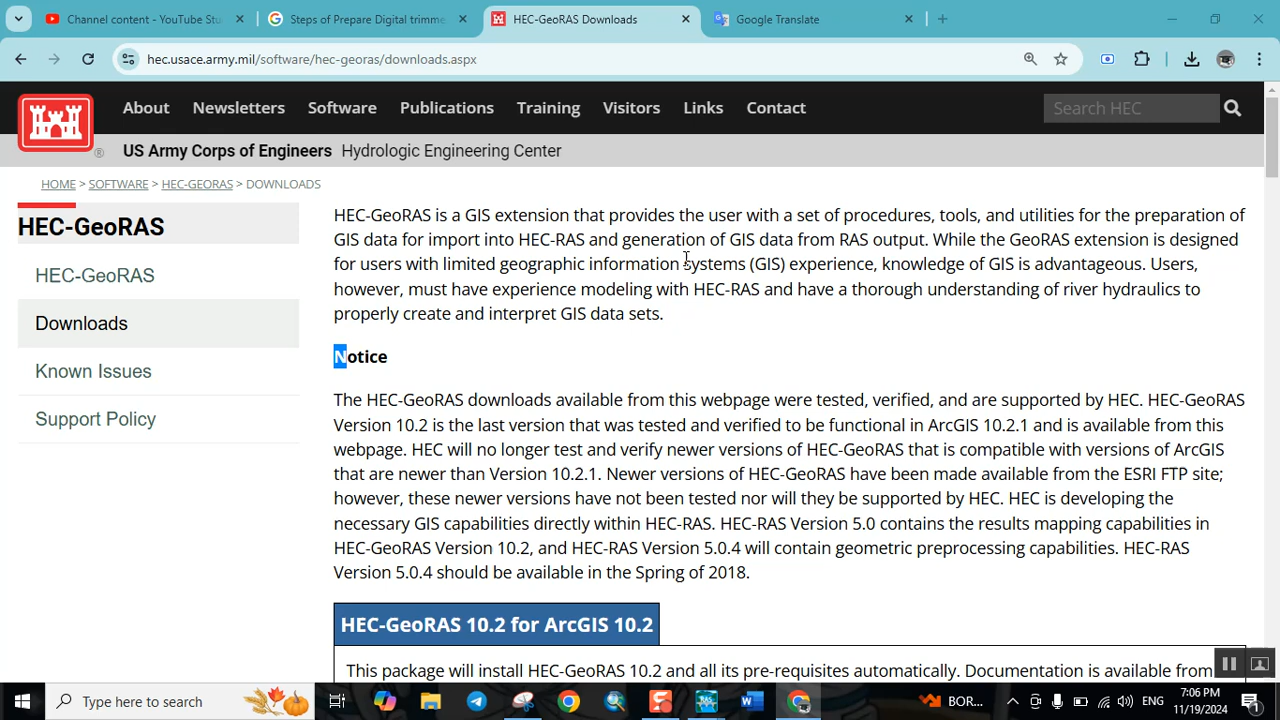 Channel content - YouTube Stu
Steps of Prepare Digital trimme
HEC-GeoRAS Downloads
Google Translate
hec.usace.army.mil/software/hec-georas/downloads.aspx
About Newsletters Software Publications Training Visitors Links Contact
Search HEC
®
US Army Corps of Engineers Hydrologic Engineering Center
HOME > SOFTWARE > HEC-GEORAS > DOWNLOADS
HEC-GeoRAS
HEC-GeoRAS
Downloads
Known Issues
Support Policy
HEC-GeoRAS is a GIS extension that provides the user with a set of procedures, tools, and utilities for the preparation of
GIS data for import into HEC-RAS and generation of GIS data from RAS output. While the GeoRAS extension is designed
for users with limited geographic information systems (GIS) experience, knowledge of GIS is advantageous. Users,
however, must have experience modeling with HEC-RAS and have a thorough understanding of river hydraulics to
properly create and interpret GIS data sets.
Notice
The HEC-GeoRAS downloads available from this webpage were tested, verified, and are supported by HEC. HEC-GeoRAS
Version 10.2 is the last version that was tested and verified to be functional in ArcGIS 10.2.1 and is available from this
webpage. HEC will no longer test and verify newer versions of HEC-GeoRAS that is compatible with versions of ArcGIS
that are newer than Version 10.2.1. Newer versions of HEC-GeoRAS have been made available from the ESRI FTP site;
however, these newer versions have not been tested nor will they be supported by HEC. HEC is developing the
necessary GIS capabilities directly within HEC-RAS. HEC-RAS Version 5.0 contains the results mapping capabilities in
HEC-GeoRAS Version 10.2, and HEC-RAS Version 5.0.4 will contain geometric preprocessing capabilities. HEC-RAS
Version 5.0.4 should be available in the Spring of 2018.
HEC-GeoRAS 10.2 for ArcGIS 10.2
This package will install HEC-GeoRAS 10.2 and all its pre-requisites automatically. Documentation is available from
Type here to search
BOR...
ENG
7:06 PM
11/19/2024